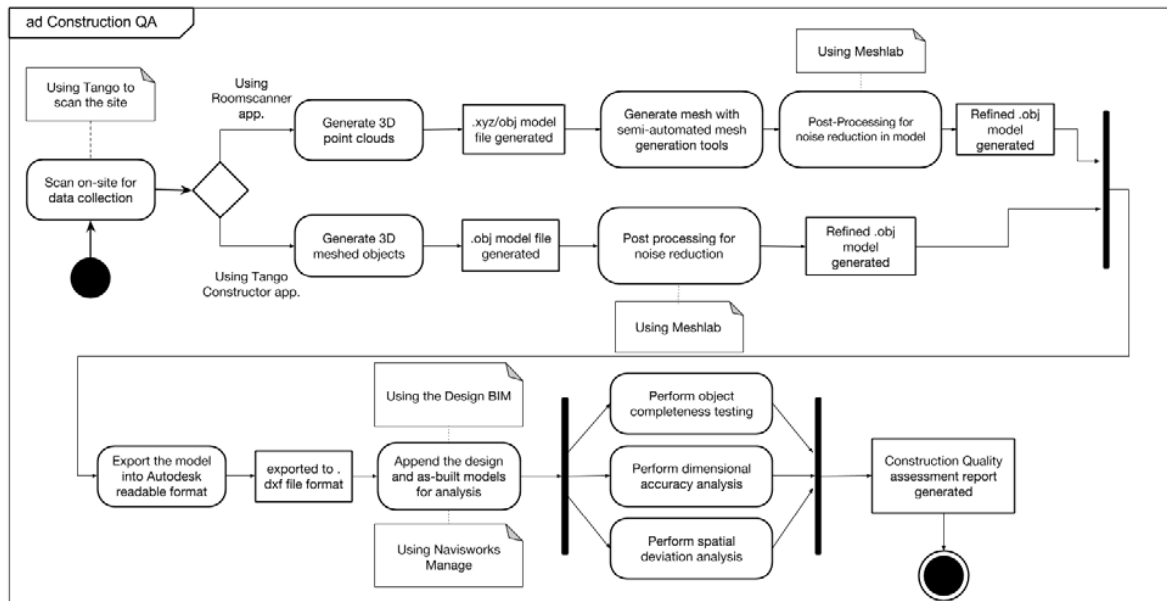 ad Construction QA
Using Tango to
scan the site
Scan on-site for
data collection
Using
Roomscanner
app.
Generate 3D
point clouds
.xyz/obj model
file generated
Generate mesh with
semi-automated mesh
generation tools
Using Meshlab
Post-Processing for
noise reduction in model
Refined .obj
model
generated
Using Tango
Constructor app.
Generate 3D
meshed objects
.obj model file
generated
Post processing for
noise reduction
Using Meshlab
Refined .obj
model
generated
Export the model
into Autodesk
readable format
exported to .
dxf file format
Using the Design BIM
Append the design
and as-built models
for analysis
Using Navisworks
Manage
Perform object
completeness testing
Perform dimensional
accuracy analysis
Perform spatial
deviation analysis
Construction Quality
assessment report
generated